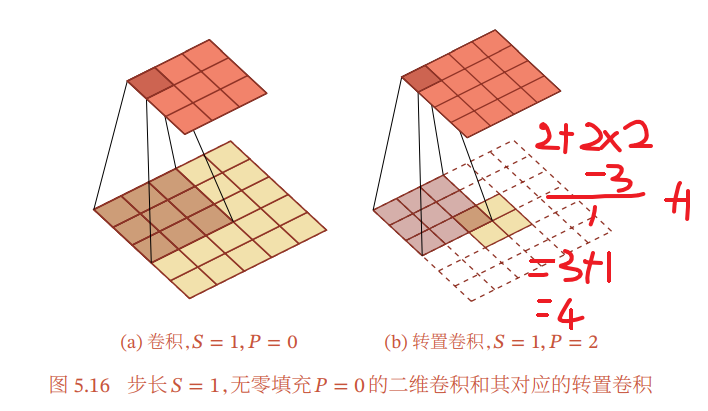 2+2×2
-3
1
+1
=3+1
=4
(a) 卷积,S = 1, P = 0
(b) 转置卷积,S = 1, P = 2
图 5.16 步长 S = 1,无零填充 P = 0 的二维卷积和其对应的转置卷积